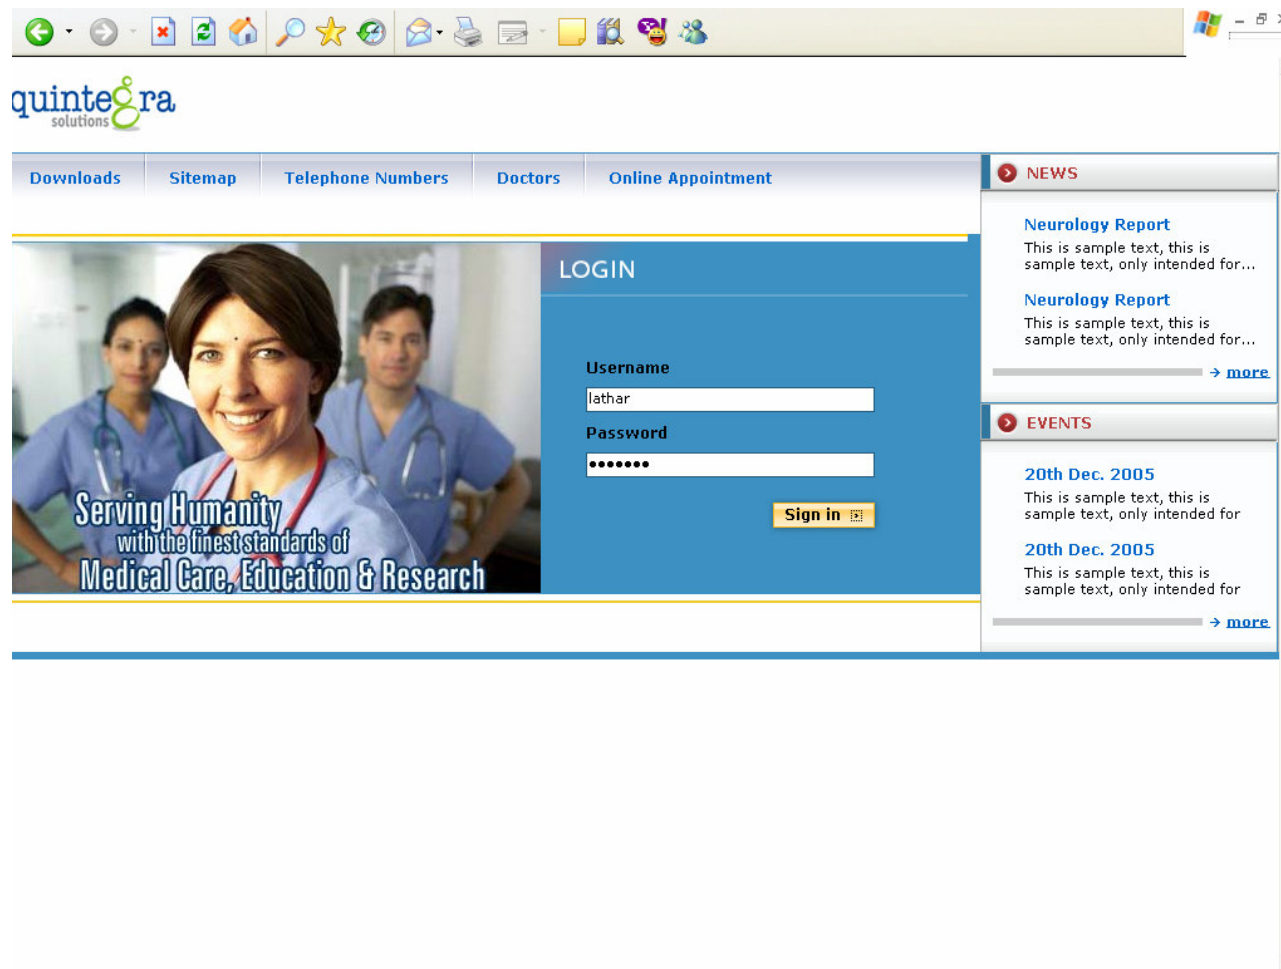 quintegra
solutions
Downloads Sitemap Telephone Numbers Doctors Online Appointment
LOGIN
Username
lathar
Password
•••••••
Sign in
Serving Humanity
with the finest standards of
Medical Care, Education & Research
NEWS
Neurology Report
This is sample text, this is
sample text, only intended for...
Neurology Report
This is sample text, this is
sample text, only intended for...
→ more
EVENTS
20th Dec. 2005
This is sample text, this is
sample text, only intended for
20th Dec. 2005
This is sample text, this is
sample text, only intended for
→ more